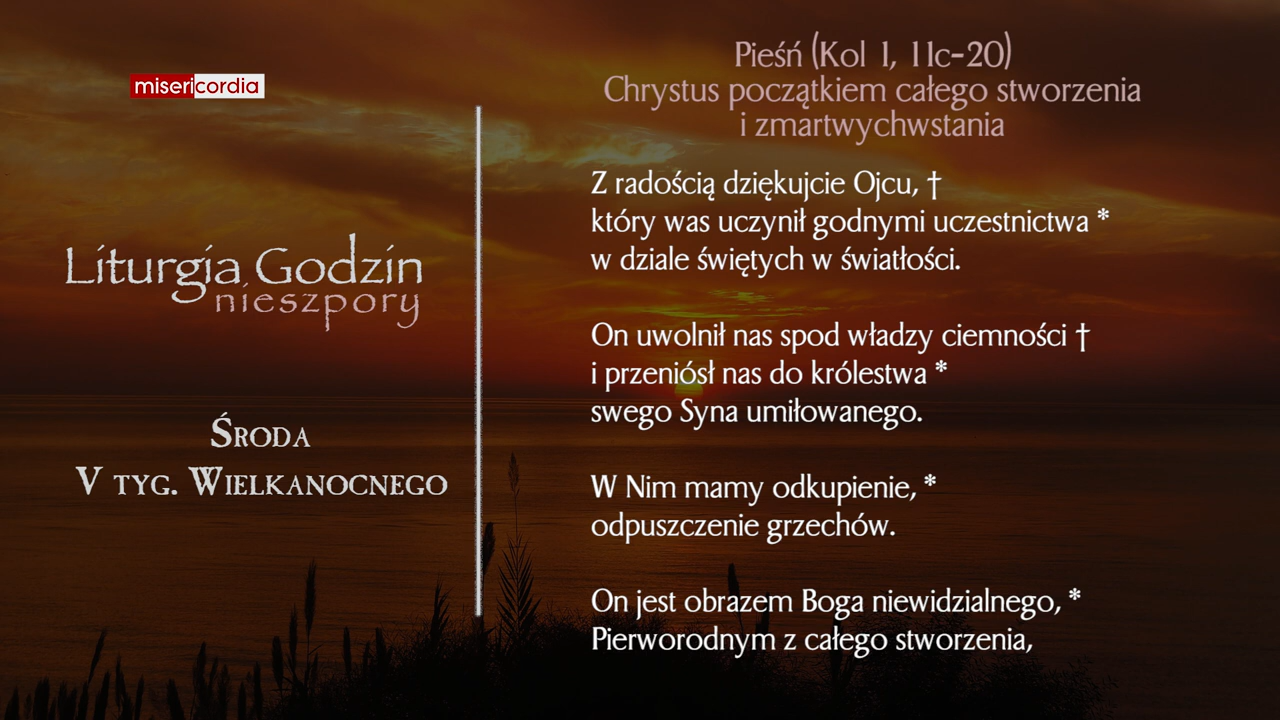 misericordia
Liturgia Godzin
nieszpory
Środa
V tyg. Wielkanocnego
Pieśń (Kol 1, 11c-20)
Chrystus początkiem całego stworzenia
i zmartwychwstania
Z radością dziękujcie Ojcu, †
który was uczynił godnymi uczestnictwa *
w dziale świętych w światłości.
On uwolnił nas spod władzy ciemności †
i przeniósł nas do królestwa *
swego Syna umiłowanego.
W Nim mamy odkupienie, *
odpuszczenie grzechów.
On jest obrazem Boga niewidzialnego, *
Pierworodnym z całego stworzenia,